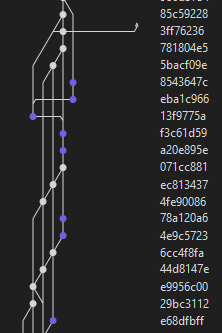 85c59228
3ff76236
781804e5
5bacf09e
8543647c
eba1c966
13f9775a
f3c61d59
a20e895e
071cc881
ec813437
4fe90086
78a120a6
4e9c5723
6cc4f8fa
44d8147e
e9956c00
29bc3112
e68dfbff